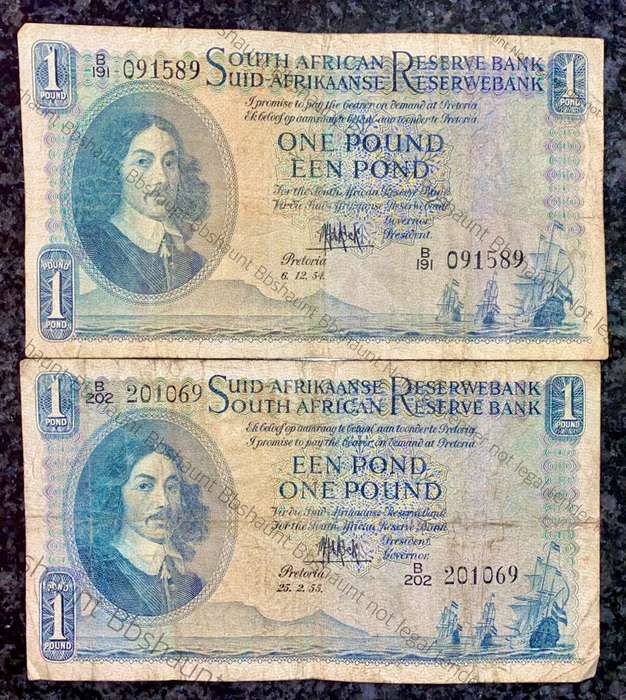 B/191 091589
SOUTH AFRICAN RESERVE BANK
SUID-AFRIKAANSE RESERWEBANK
1 POUND
1 POND
I promise to pay the bearer on demand at Pretoria
Ek beloof op aanvraag te betaal aan toonder te Pretoria
ONE POUND
EEN POND
For the South African Reserve Bank
Vir die Suid-Afrikaanse Reserwebank
Governor.
President.
Pretoria
6. 12. 54.
B/191 091589
POUND
1
POND
B/202 201069
SUID-AFRIKAANSE RESERWEBANK
SOUTH AFRICAN RESERVE BANK
1 POND
1 POUND
Ek beloof op aanvraag te betaal aan toonder te Pretoria
I promise to pay the bearer on demand at Pretoria
EEN POND
ONE POUND
Vir die Suid-Afrikaanse Reserwebank
For the South African Reserve Bank
President.
Governor.
Pretoria
25. 2. 55.
B/202 201069
POND
1
POUND
Bbshaunt not legal